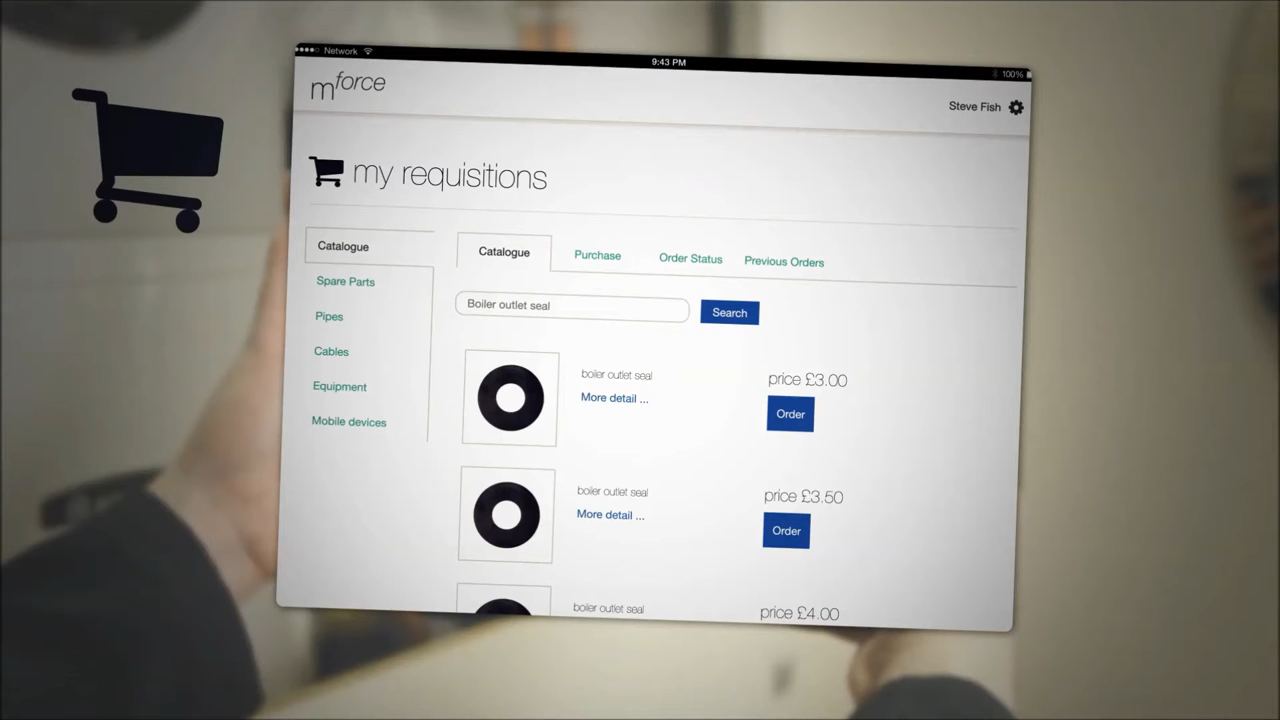 Network
9:43 PM
100%
mforce
Steve Fish
my requisitions
Catalogue
Spare Parts
Pipes
Cables
Equipment
Mobile devices
Catalogue
Purchase
Order Status
Previous Orders
Boiler outlet seal
Search
boiler outlet seal
More detail ...
price £3.00
Order
boiler outlet seal
More detail ...
price £3.50
Order
boiler outlet seal
price £4.00